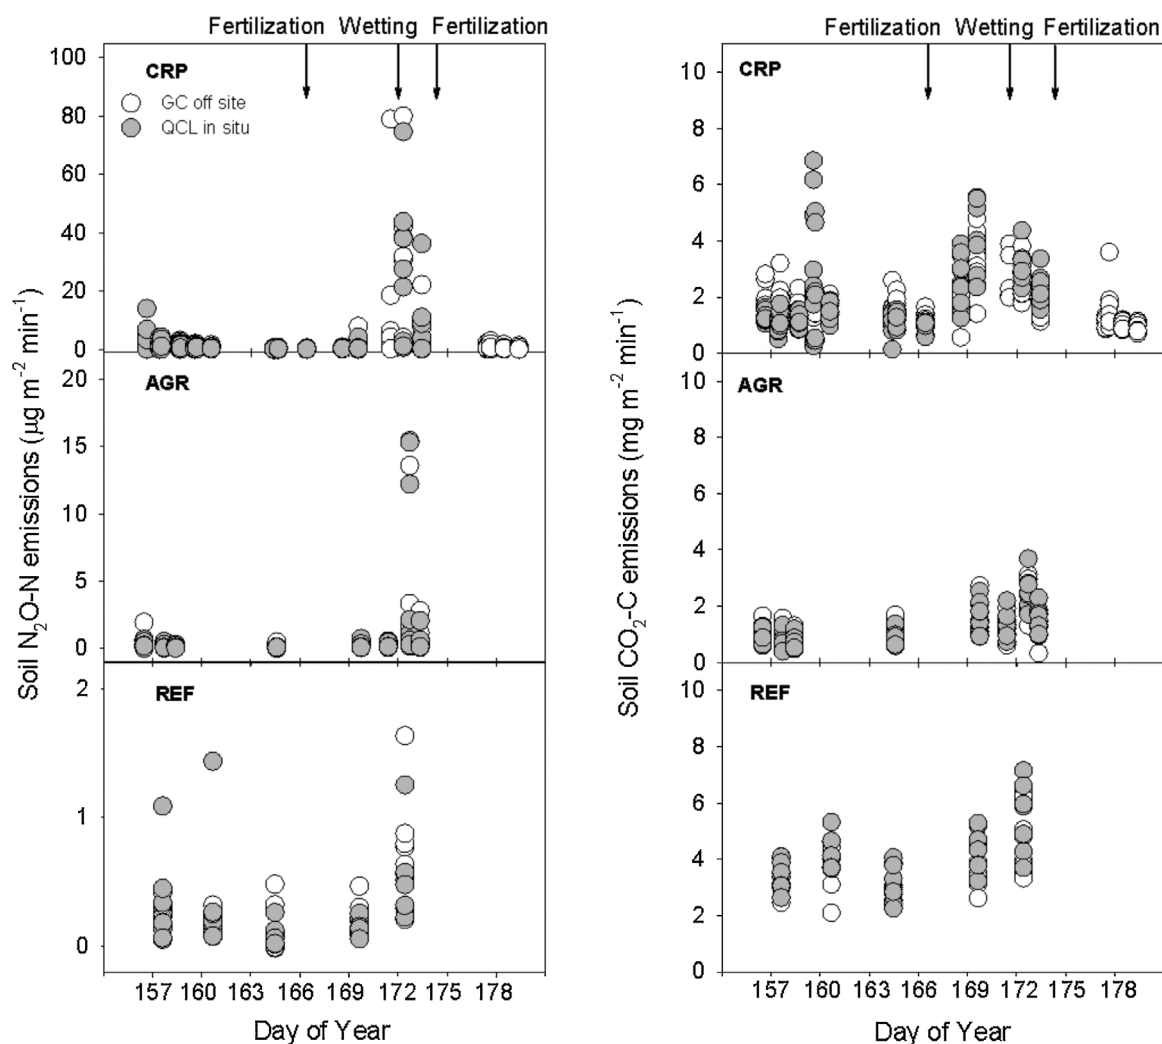 Fertilization Wetting Fertilization
100
80
60
40
20
0
CRP
GC off site
QCL in situ
20
15
10
5
0
AGR
2
1
0
REF
Soil N₂O-N emissions (µg m⁻² min⁻¹)
157 160 163 166 169 172 175 178
Day of Year
Fertilization Wetting Fertilization
10
8
6
4
2
0
CRP
10
8
6
4
2
0
AGR
10
8
6
4
2
0
REF
Soil CO₂-C emissions (mg m⁻² min⁻¹)
157 160 163 166 169 172 175 178
Day of Year